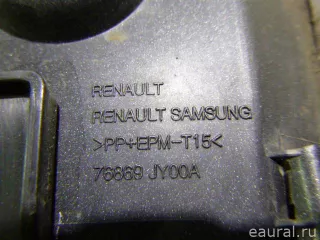 RENAULT
RENAULT SAMSUNG
>PP+EPM-T15<
76869 JY00A
eaural.ru